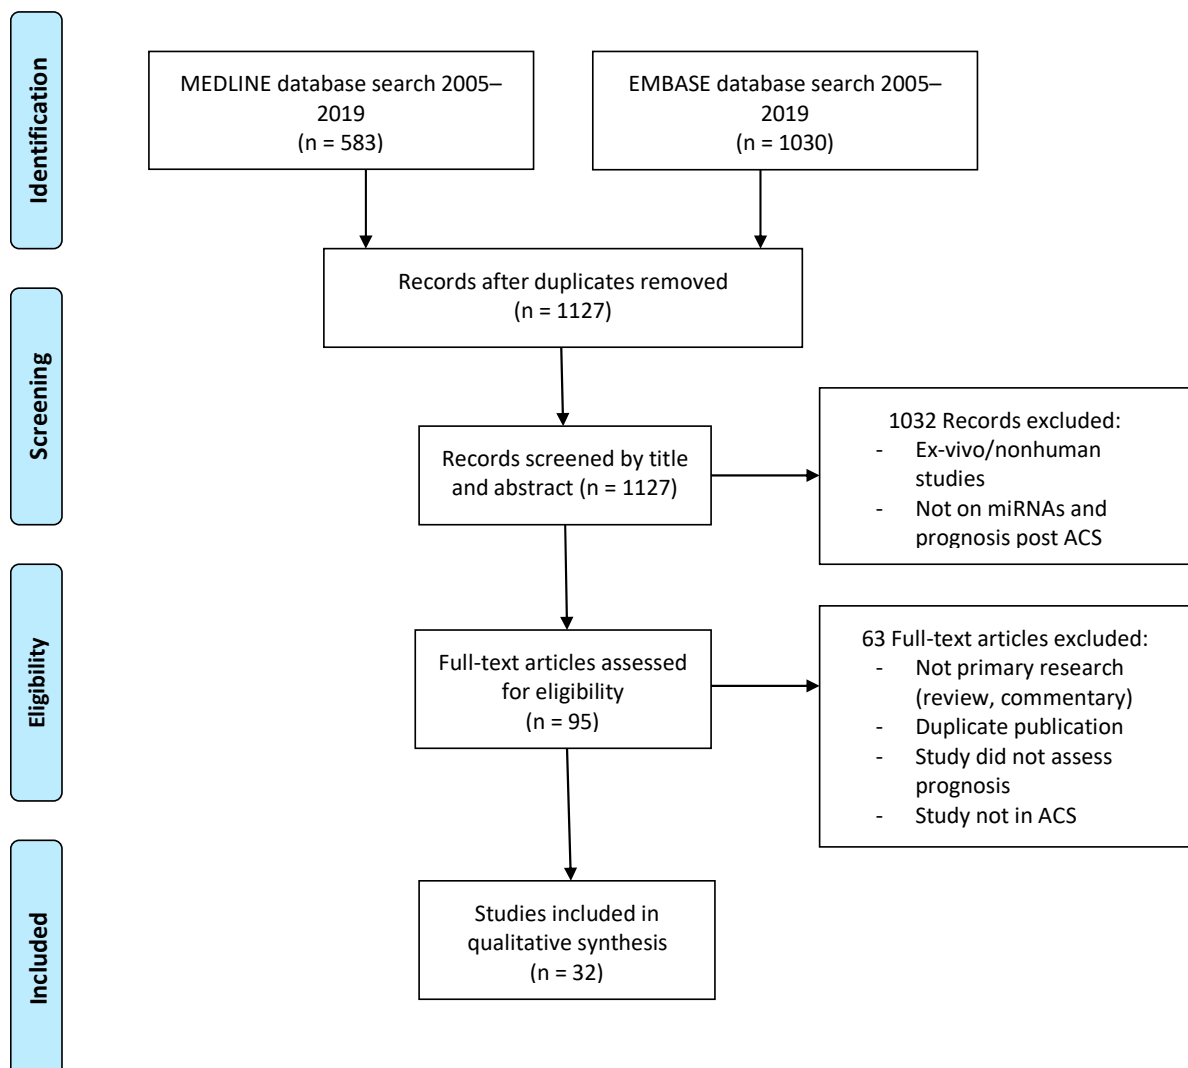 Identification
MEDLINE database search 2005–
2019
(n = 583)
EMBASE database search 2005–
2019
(n = 1030)
Records after duplicates removed
(n = 1127)
Screening
Records screened by title
and abstract (n = 1127)
1032 Records excluded:
- Ex-vivo/nonhuman
studies
- Not on miRNAs and
prognosis post ACS
Eligibility
Full-text articles assessed
for eligibility
(n = 95)
63 Full-text articles excluded:
- Not primary research
(review, commentary)
- Duplicate publication
- Study did not assess
prognosis
- Study not in ACS
Included
Studies included in
qualitative synthesis
(n = 32)